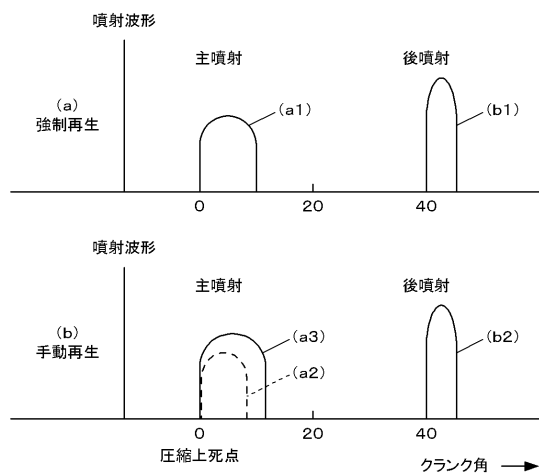 噴射波形
主噴射
後噴射
(a)
強制再生
(a1)
(b1)
0
20
40
噴射波形
主噴射
後噴射
(b)
手動再生
(a3)
(a2)
(b2)
0
20
40
圧縮上死点
クランク角